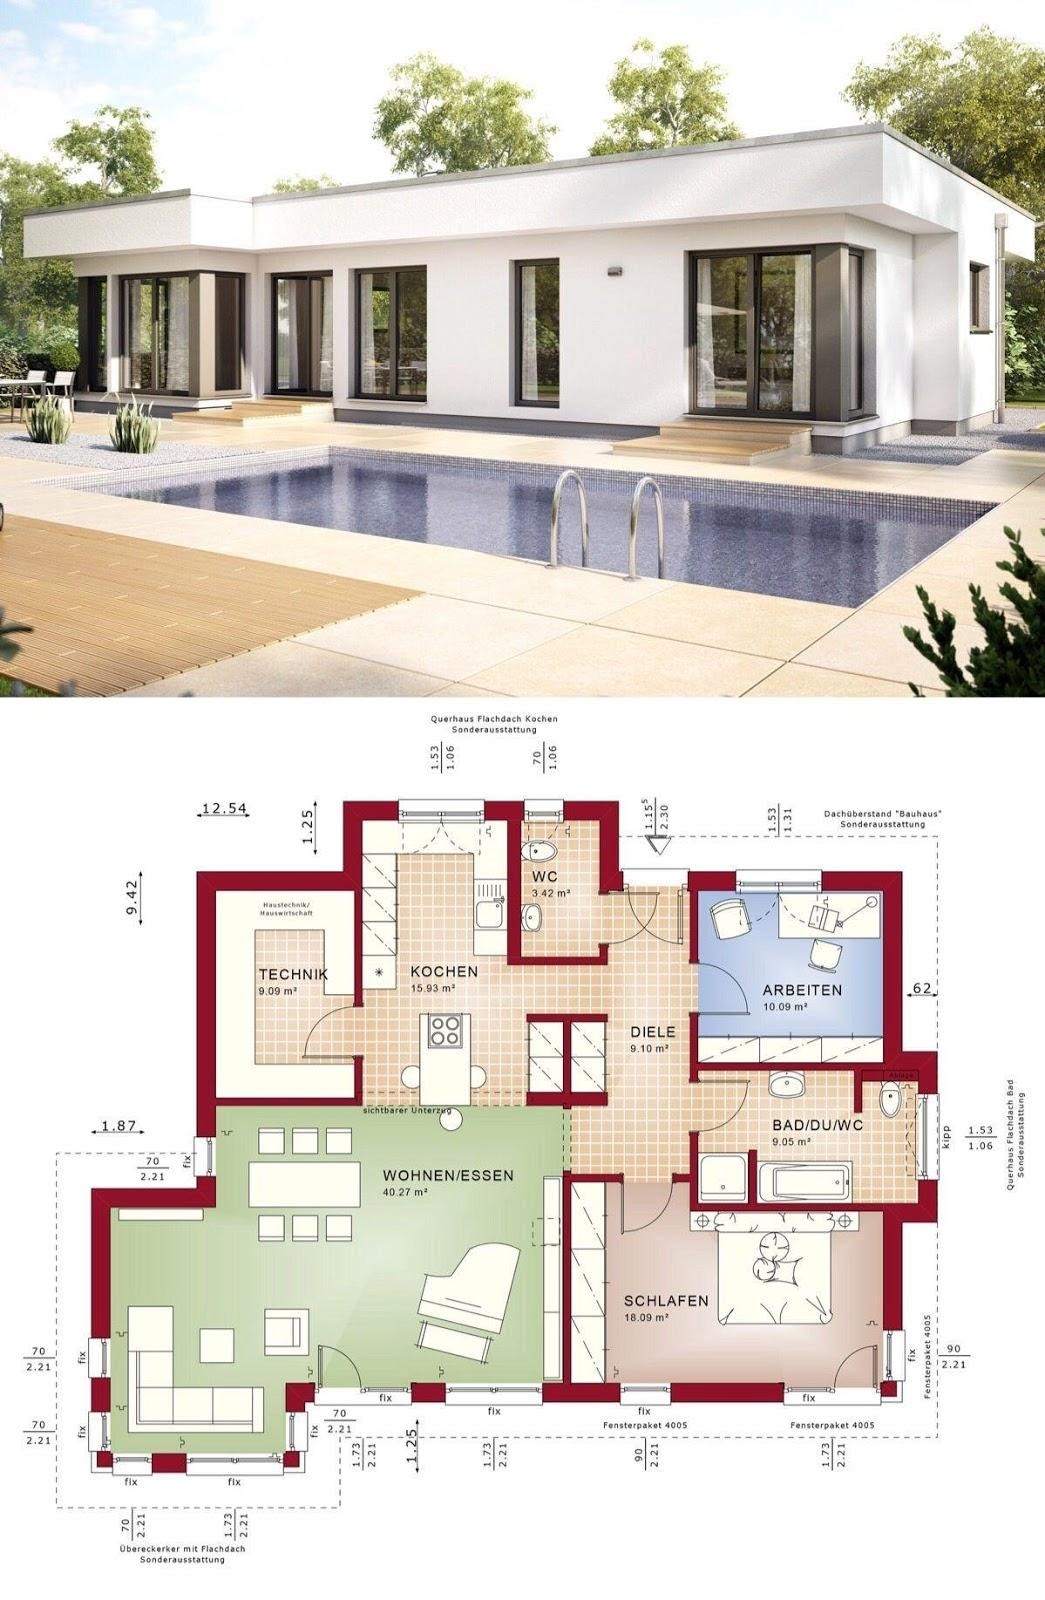 Querhaus Flachdach Kochen
Sonderausstattung
1.53
1.06
70
1.06
12.54
1.25
1.15⁵
2.30
1.53
1.31
Dachüberstand "Bauhaus"
Sonderausstattung
9.42
Haustechnik/
Hauswirtschaft
TECHNIK
9.09 m²
KOCHEN
15.93 m²
WC
3.42 m²
ARBEITEN
10.09 m²
62
DIELE
9.10 m²
Ablage
sichtbarer Unterzug
BAD/DU/WC
9.05 m²
kipp
1.53
1.06
Querhaus Flachdach Bad
Sonderausstattung
1.87
70
2.21
fix
WOHNEN/ESSEN
40.27 m²
SCHLAFEN
18.09 m²
70
2.21
fix
fix
90
2.21
Fensterpaket 4005
70
2.21
fix
fix
70
2.21
fix
fix
fix
Fensterpaket 4005
fix
Fensterpaket 4005
1.73
2.21
1.25
1.73
2.21
90
2.21
1.73
2.21
fix
fix
70
2.21
1.73
2.21
Übereckerker mit Flachdach
Sonderausstattung